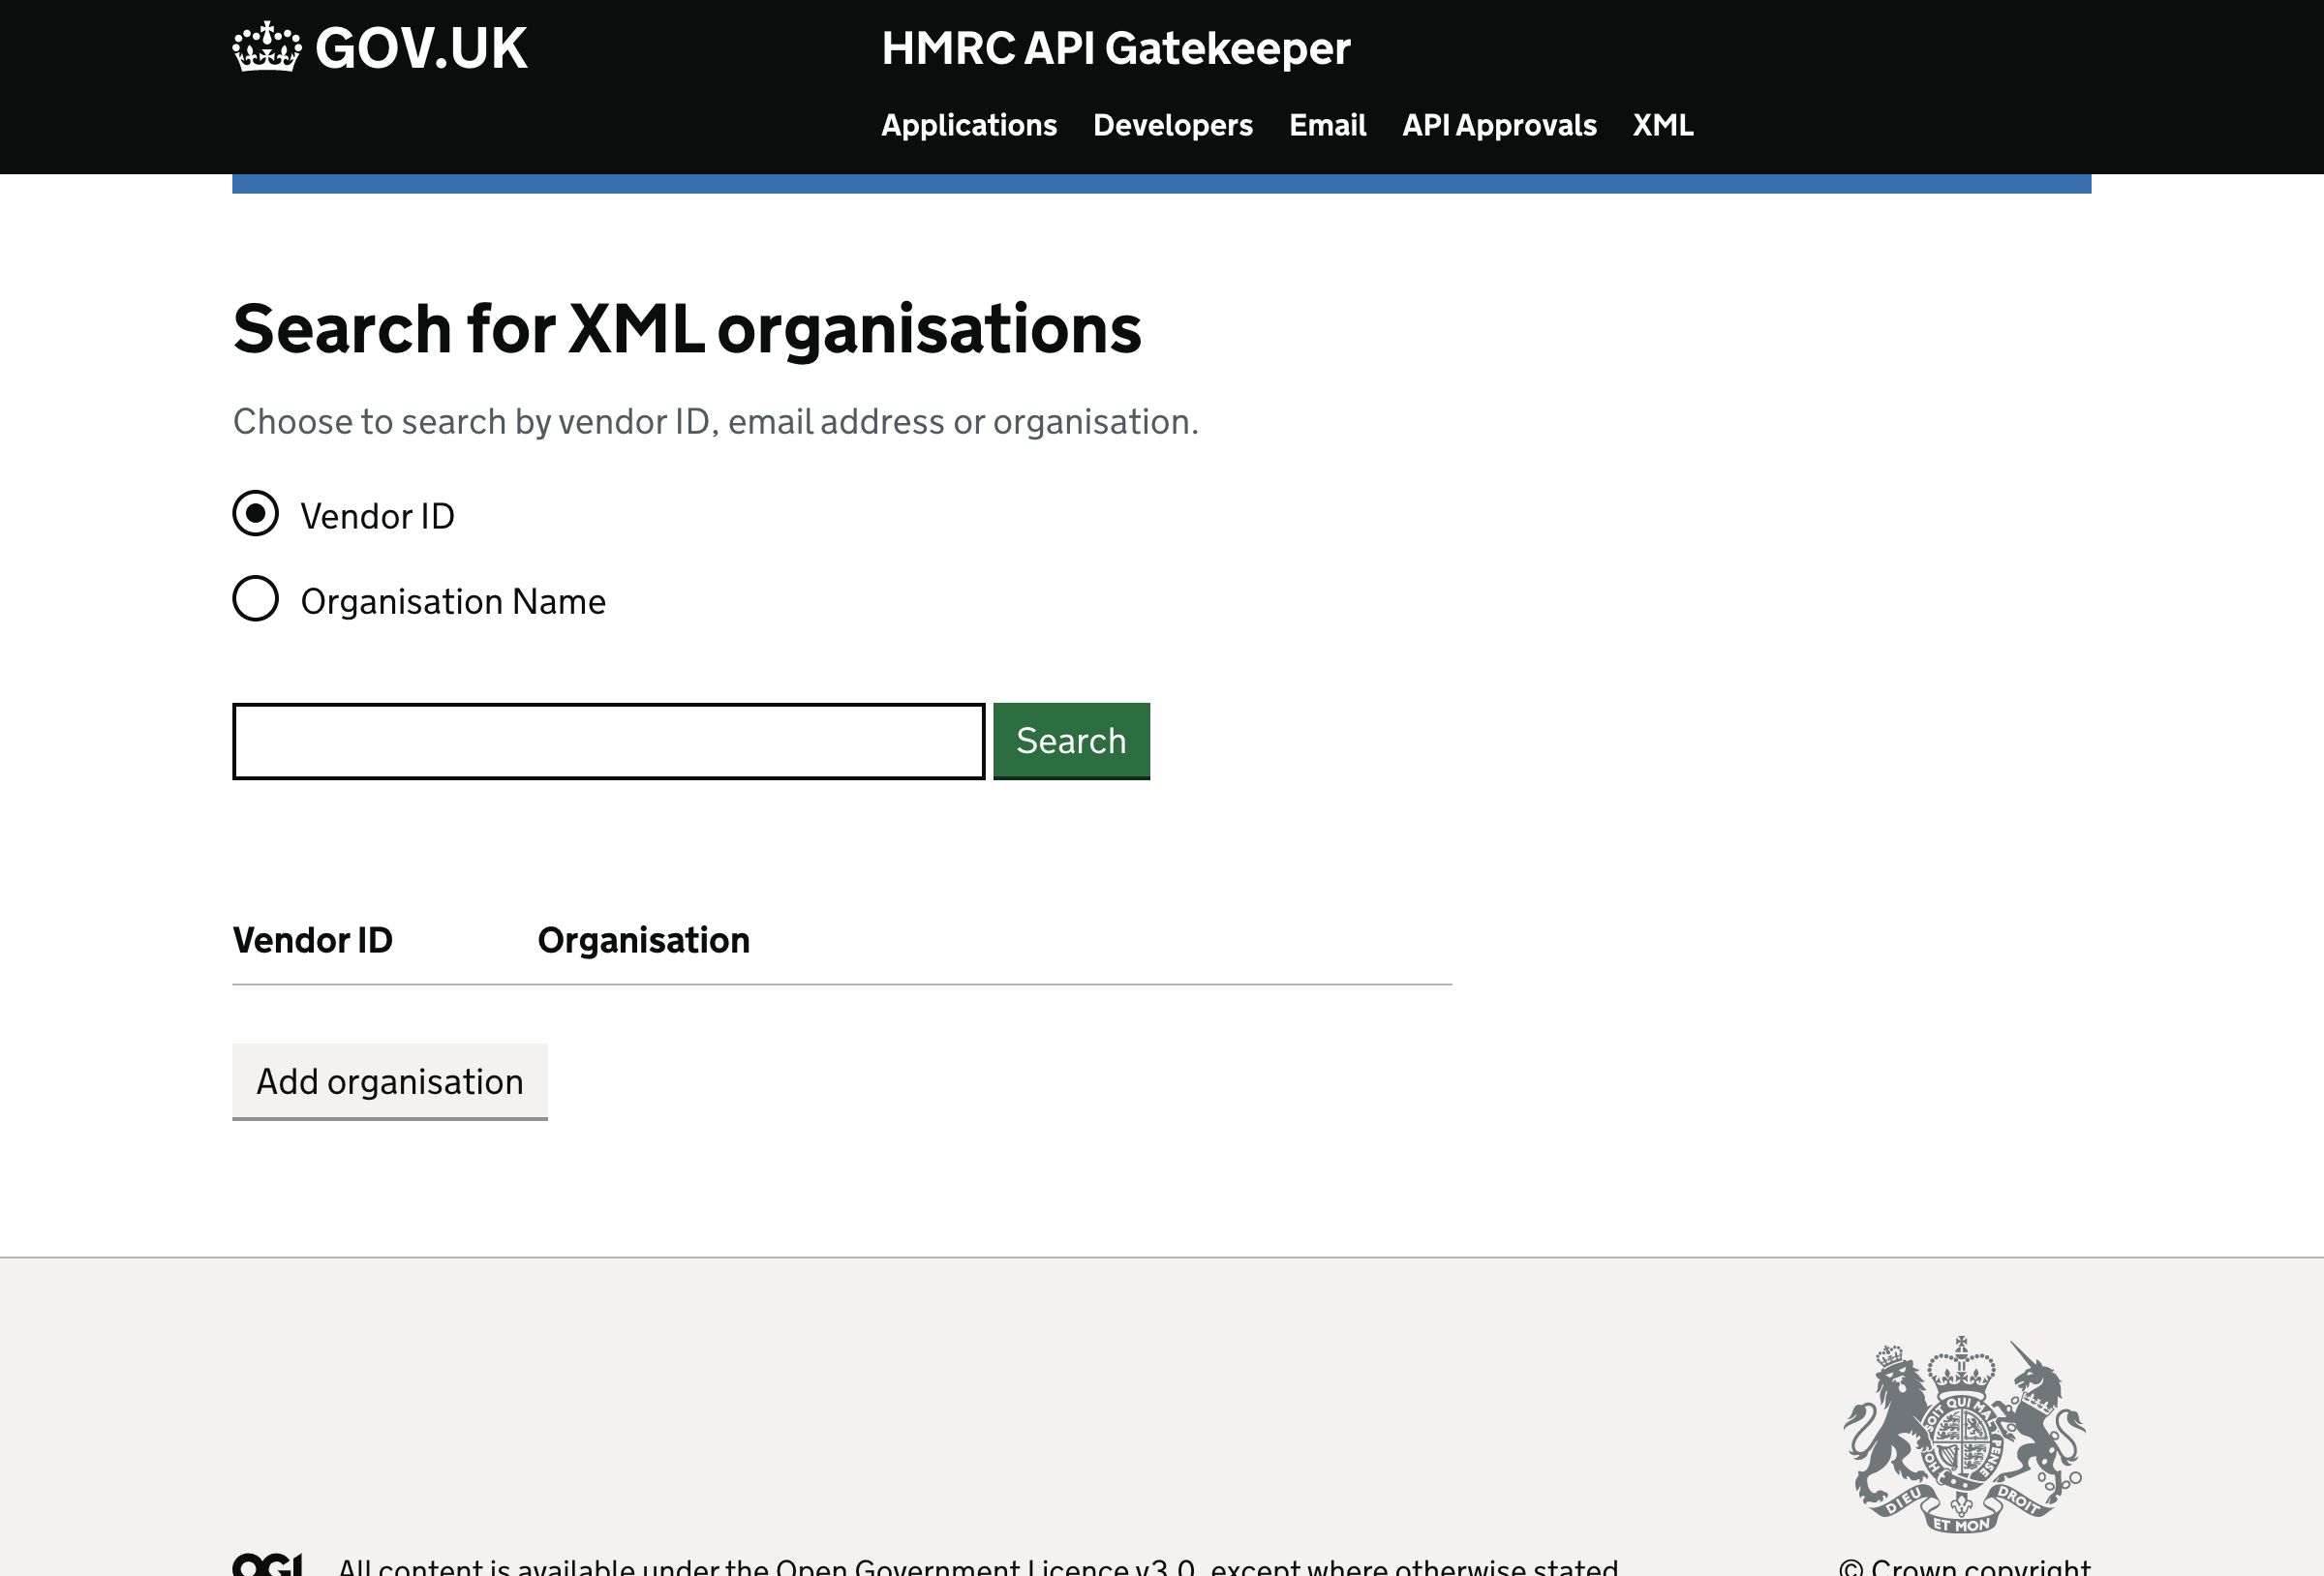 GOV.UK
HMRC API Gatekeeper
Applications Developers Email API Approvals XML
Search for XML organisations
Choose to search by vendor ID, email address or organisation.
Vendor ID
Organisation Name
Search
Vendor ID Organisation
Add organisation
SOIT QUI MAL Y PENSE
DIEU ET MON DROIT
OGL All content is available under the Open Government Licence v3.0, except where otherwise stated
© Crown copyright